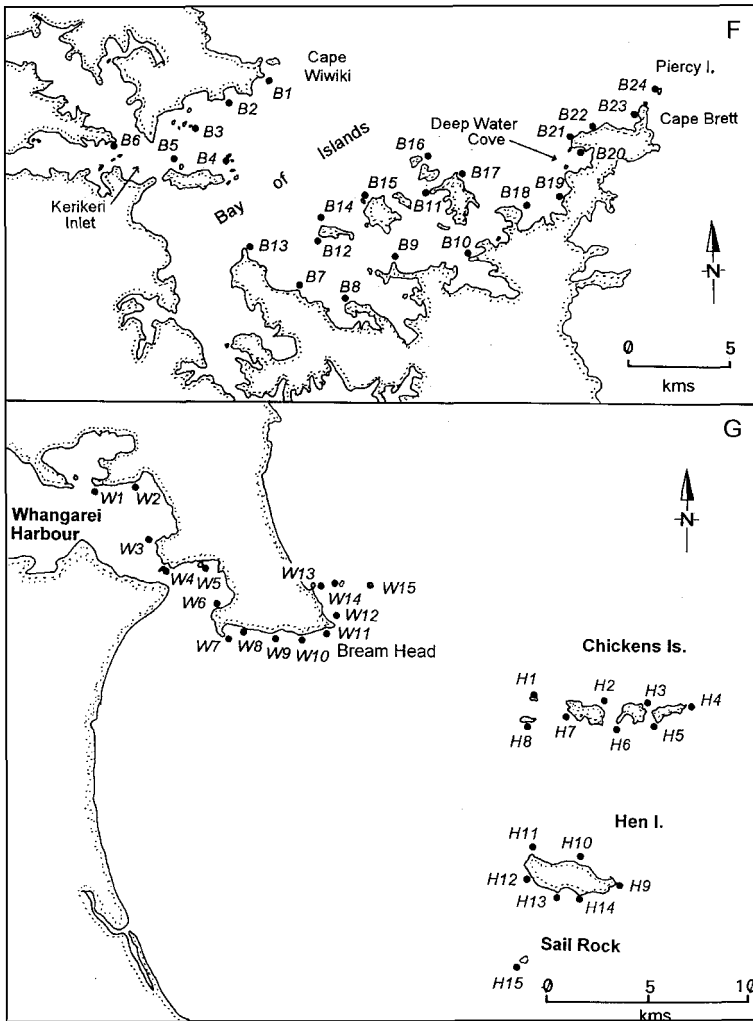 F
Cape
Wiwiki
Piercy I.
B24
B1
B2
B23
B22
Cape Brett
B3
B21
Deep Water
Cove
B6
B5
B4
B16
B20
Bay of Islands
B17
Kerikeri
Inlet
B15
B11
B18
B19
B14
B12
B13
B9
B10
N
B7
B8
0 5
kms
G
W1 W2
N
Whangarei
Harbour
W3
W4
W5
W13
W14
W15
W6
W12
W7
W8
W9
W10
W11
Bream Head
Chickens Is.
H1
H2
H3
H4
H8
H7
H6
H5
Hen I.
H11
H10
H12
H9
H13
H14
Sail Rock
H15
0 5 10
kms